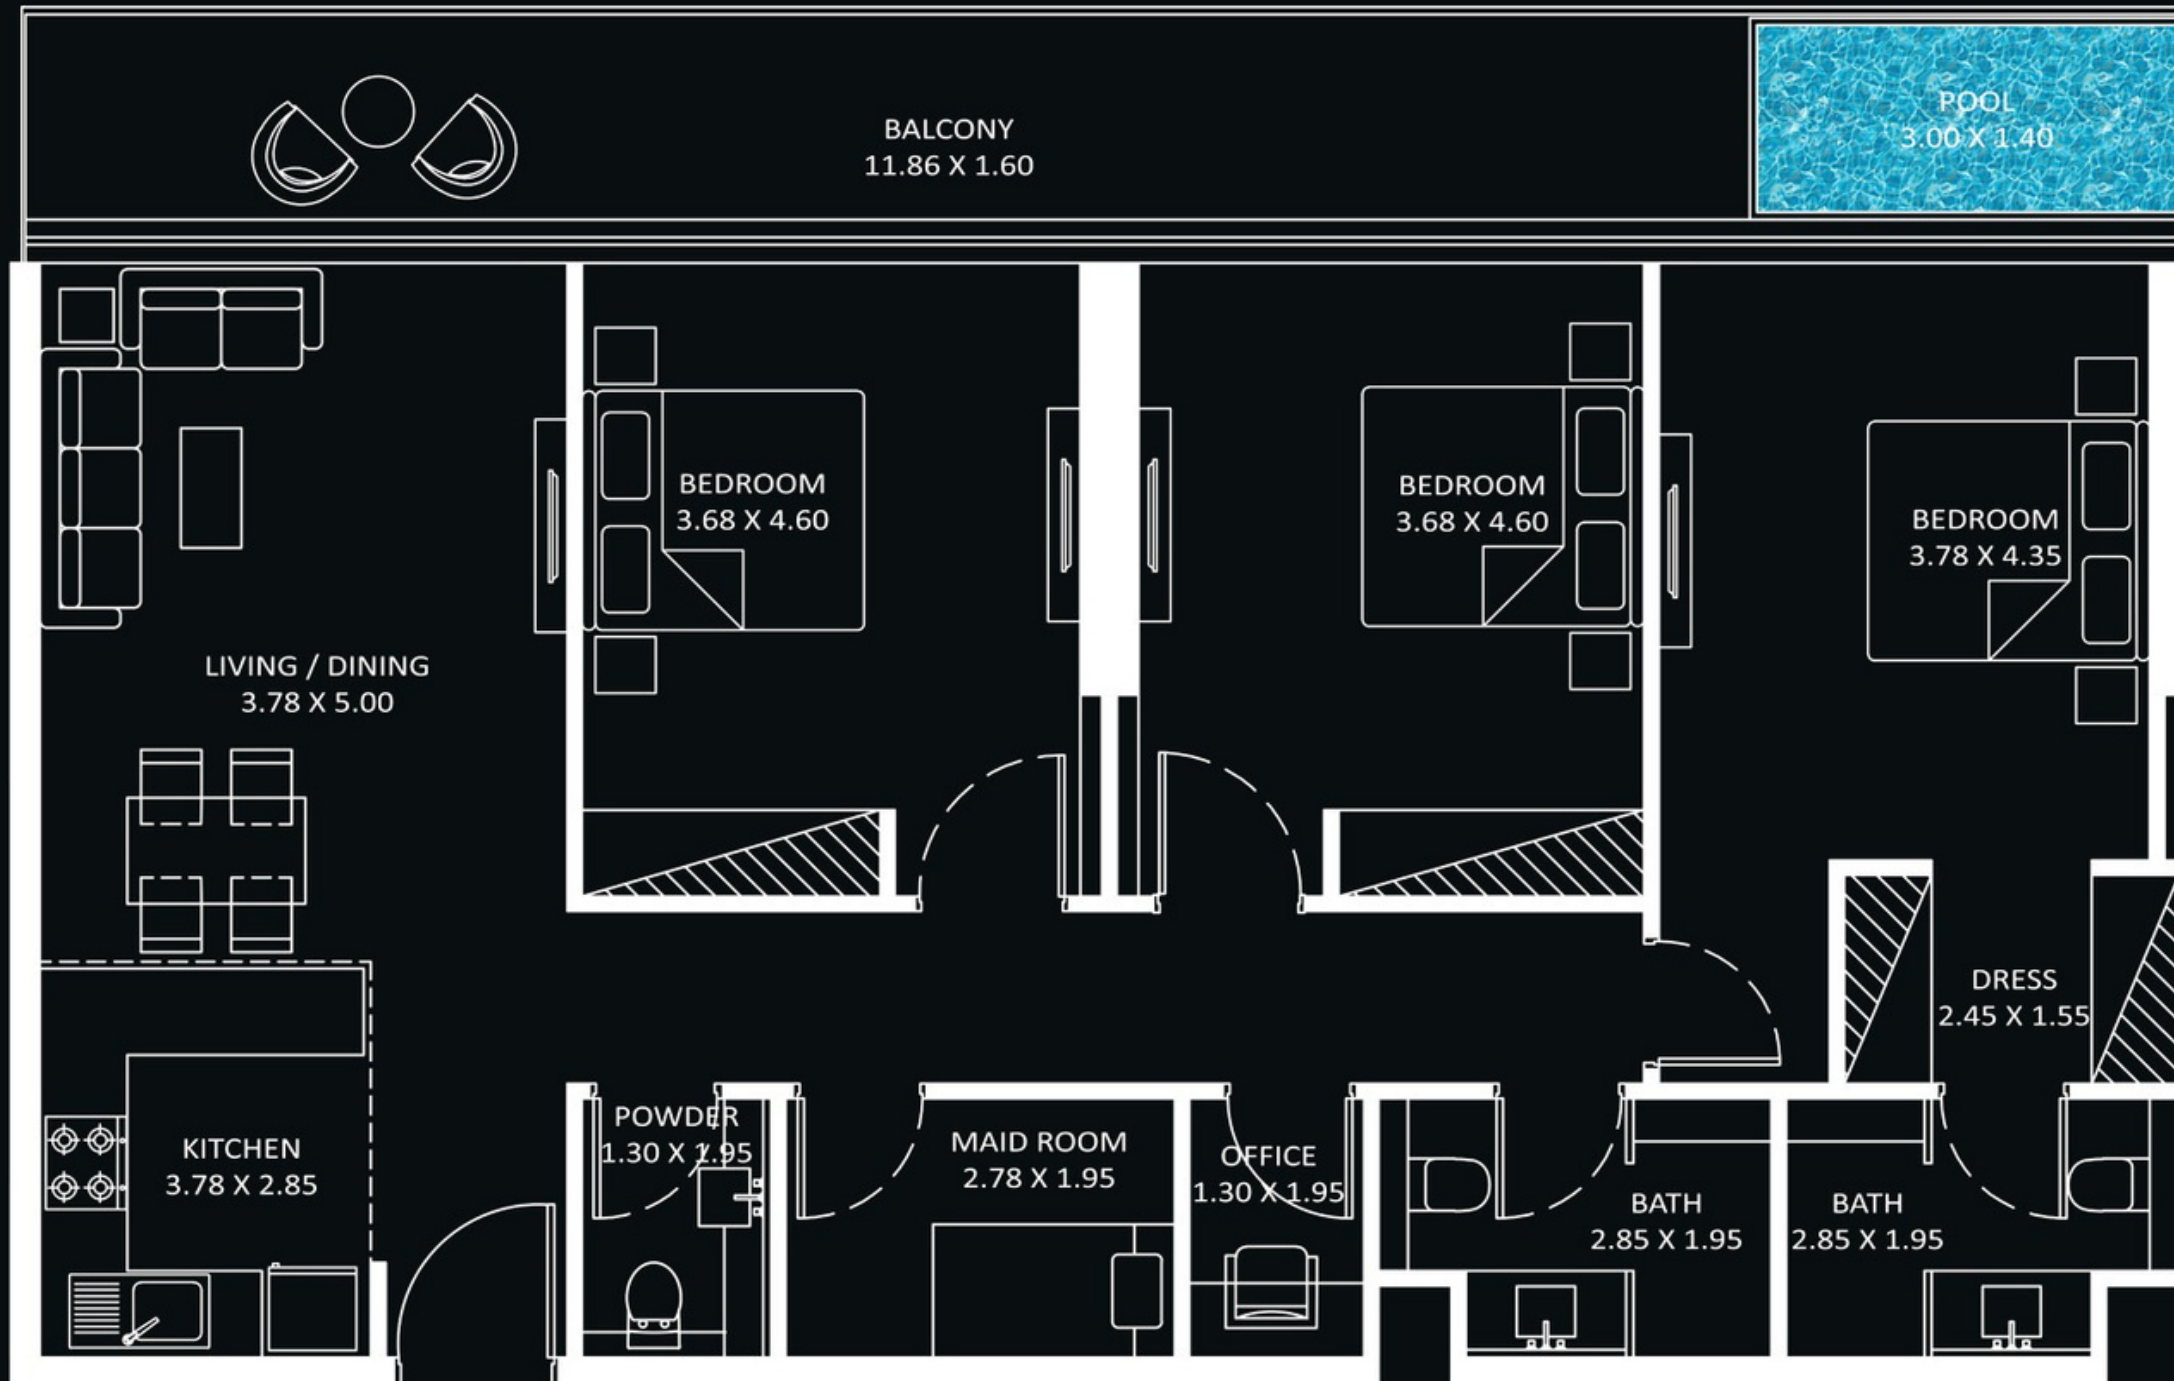 BALCONY
11.86 X 1.60
POOL
3.00 X 1.40
BEDROOM
3.68 X 4.60
BEDROOM
3.68 X 4.60
BEDROOM
3.78 X 4.35
LIVING / DINING
3.78 X 5.00
DRESS
2.45 X 1.55
KITCHEN
3.78 X 2.85
POWDER
1.30 X 1.95
MAID ROOM
2.78 X 1.95
OFFICE
1.30 X 1.95
BATH
2.85 X 1.95
BATH
2.85 X 1.95